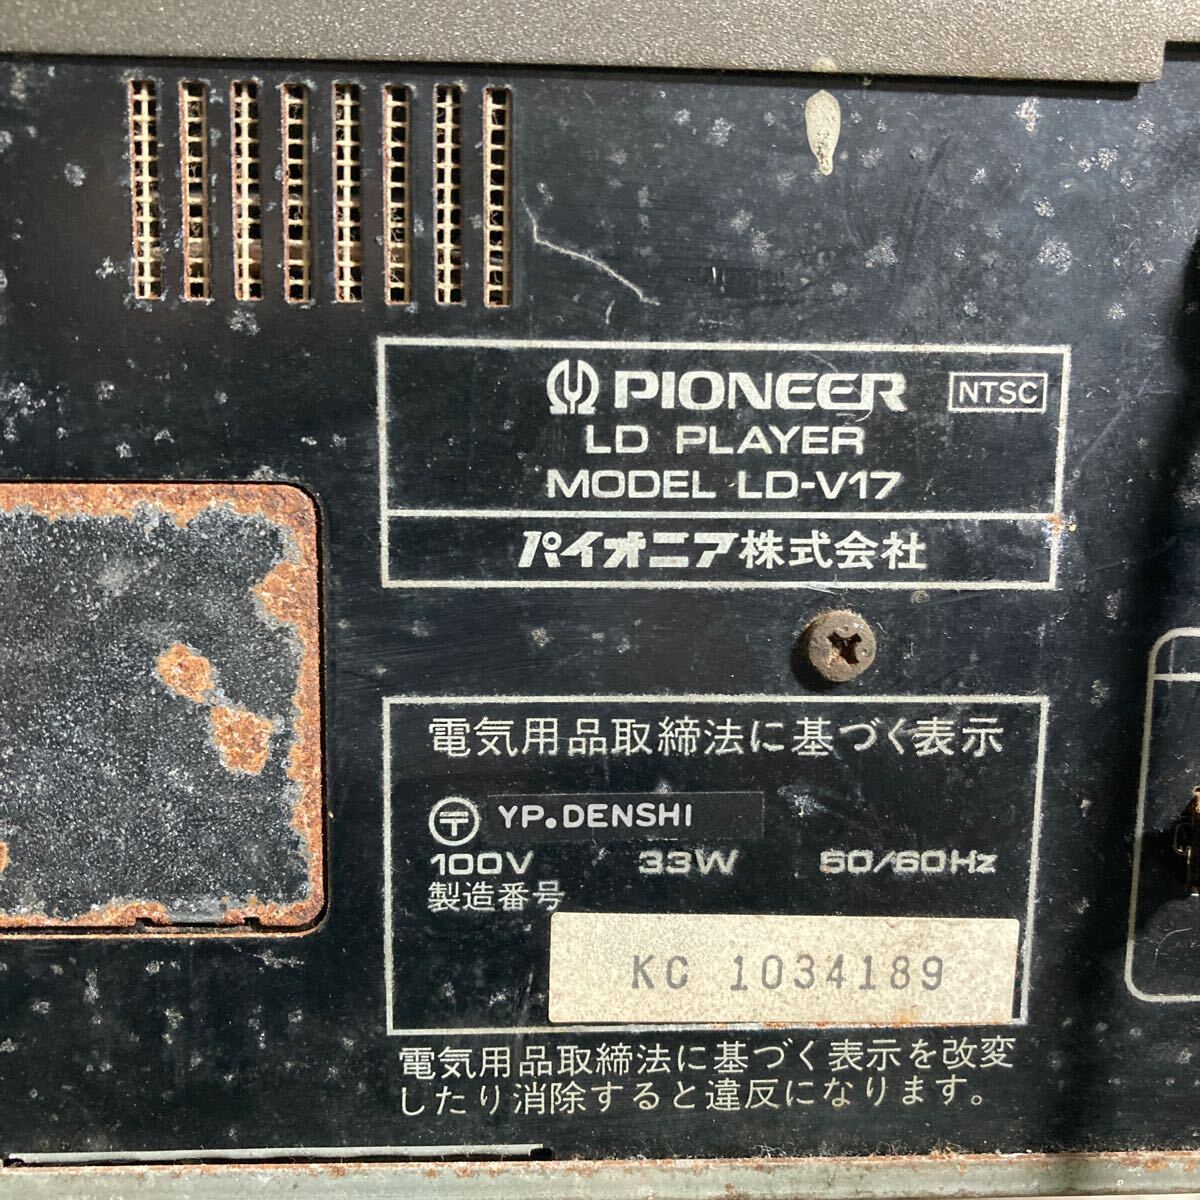 PIONEER NTSC
LD PLAYER
MODEL LD-V17
パイオニア株式会社
電気用品取締法に基づく表示
〒 YP.DENSHI
100V 33W 50/60Hz
製造番号
KC 1034189
電気用品取締法に基づく表示を改変
したり消除すると違反になります。